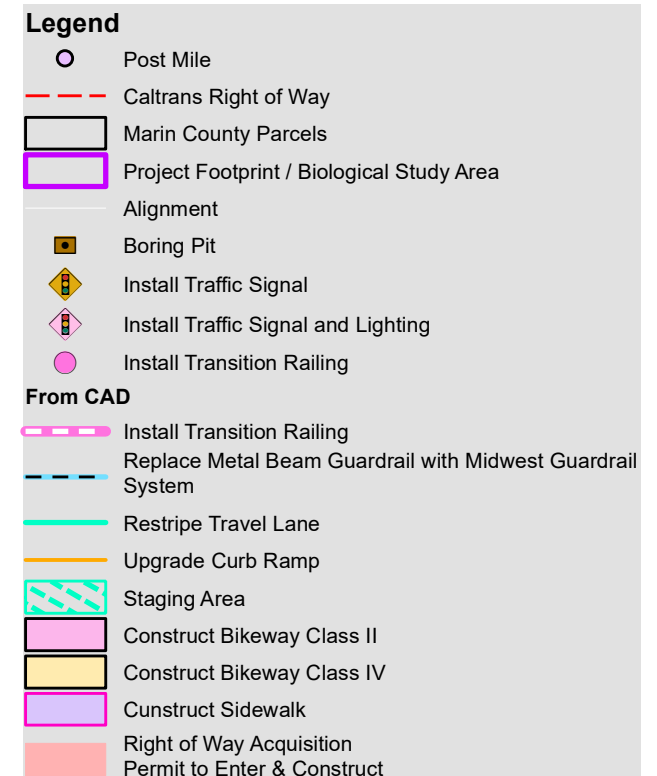 Legend
Post Mile
Caltrans Right of Way
Marin County Parcels
Project Footprint / Biological Study Area
Alignment
Boring Pit
Install Traffic Signal
Install Traffic Signal and Lighting
Install Transition Railing
From CAD
Install Transition Railing
Replace Metal Beam Guardrail with Midwest Guardrail
System
Restripe Travel Lane
Upgrade Curb Ramp
Staging Area
Construct Bikeway Class II
Construct Bikeway Class IV
Cunstruct Sidewalk
Right of Way Acquisition
Permit to Enter & Construct